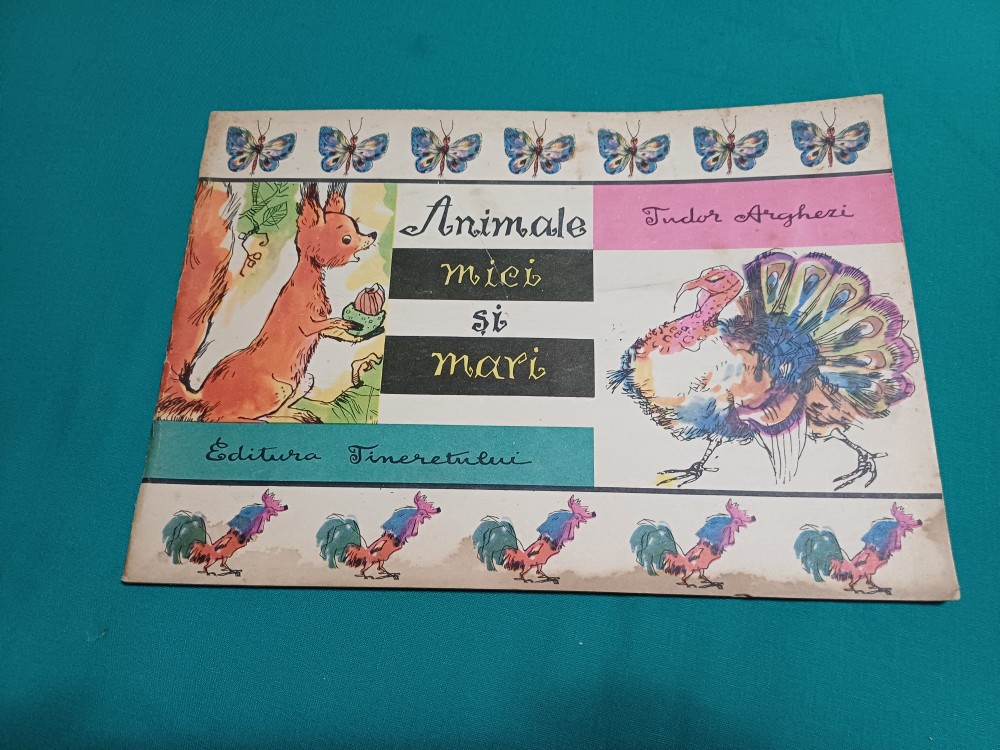 Animale
mici
și
mari
Tudor Arghezi
Editura Tineretului